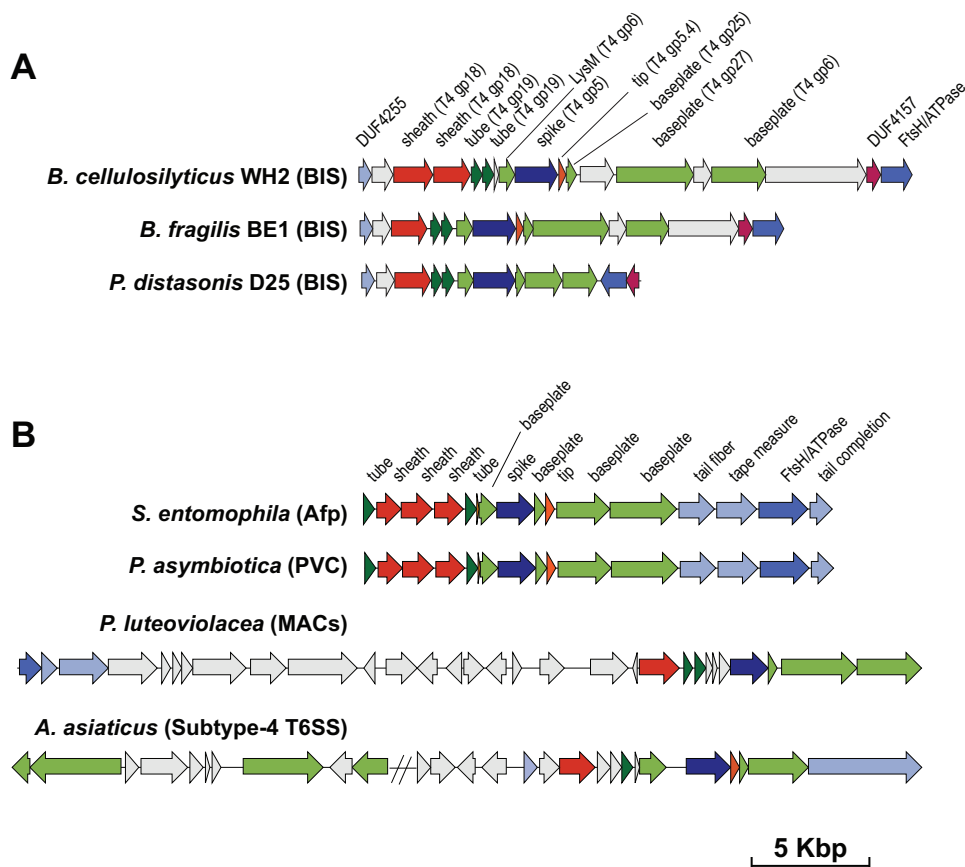 A
DUF4255
sheath (T4 gp18)
sheath (T4 gp18)
tube (T4 gp19)
tube (T4 gp19)
LysM (T4 gp6)
spike (T4 gp5)
tip (T4 gp5.4)
baseplate (T4 gp25)
baseplate (T4 gp27)
baseplate (T4 gp6)
DUF4157
FtsH/ATPase
B. cellulosilyticus WH2 (BIS)
B. fragilis BE1 (BIS)
P. distasonis D25 (BIS)
B
tube
sheath
sheath
sheath
tube
baseplate
spike
baseplate
tip
baseplate
baseplate
tail fiber
tape measure
FtsH/ATPase
tail completion
S. entomophila (Afp)
P. asymbiotica (PVC)
P. luteoviolacea (MACs)
A. asiaticus (Subtype-4 T6SS)
5 Kbp